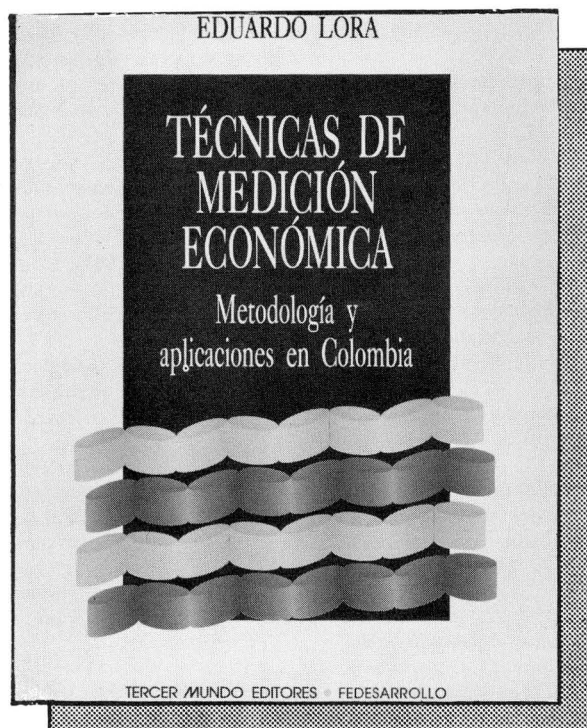 EDUARDO LORA
TÉCNICAS DE
MEDICIÓN
ECONÓMICA
Metodología y
aplicaciones en Colombia
TERCER MUNDO EDITORES • FEDESARROLLO